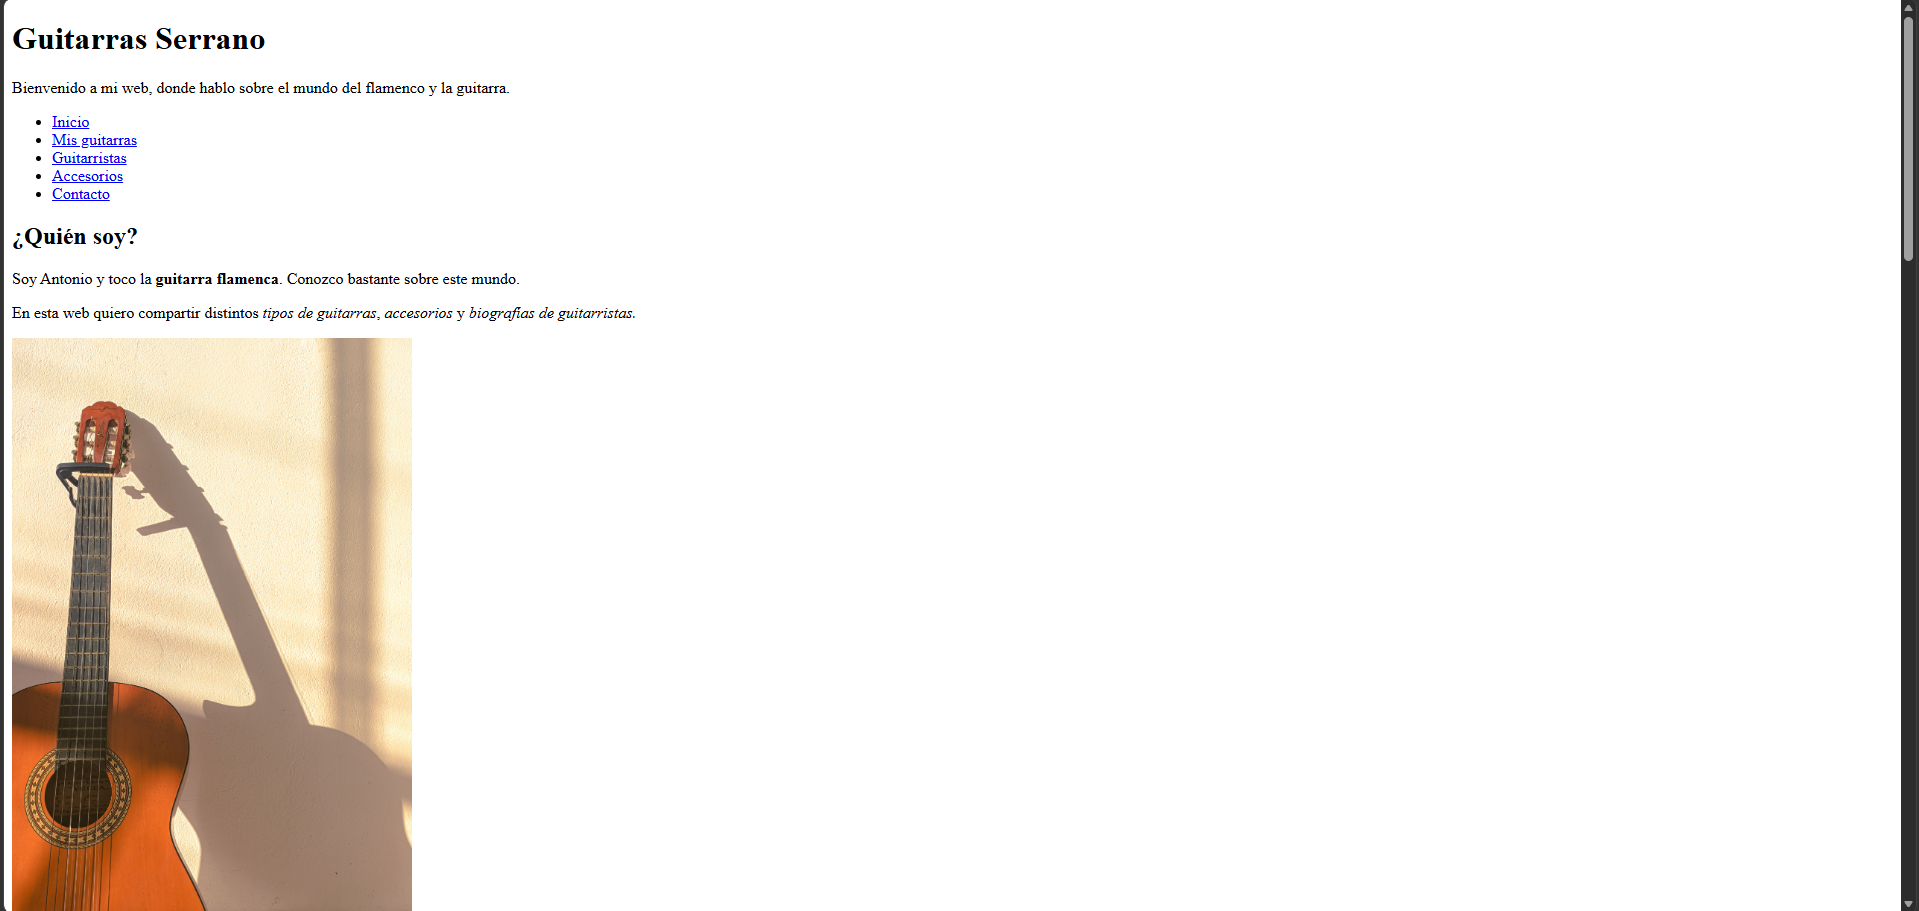 Guitarras Serrano
Bienvenido a mi web, donde hablo sobre el mundo del flamenco y la guitarra.
Inicio
Mis guitarras
Guitarristas
Accesorios
Contacto
¿Quién soy?
Soy Antonio y toco la guitarra flamenca. Conozco bastante sobre este mundo.
En esta web quiero compartir distintos tipos de guitarras, accesorios y biografías de guitarristas.